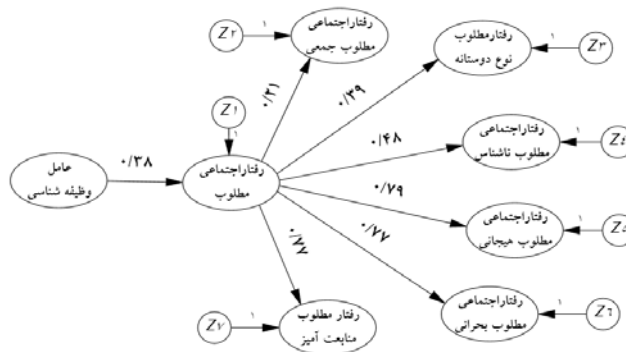 Z۲
۱
رفتاراجتماعی
مطلوب جمعی
رفتارمطلوب
نوع دوستانه
۱
Z۳
Z۱
۱
۰/۲۱
۰/۳۹
۰/۴۸
رفتاراجتماعی
مطلوب ناشناس
۱
Z۴
عامل
وظیفه شناسی
۰/۳۸
رفتاراجتماعی
مطلوب
۰/۷۹
رفتاراجتماعی
مطلوب هیجانی
۱
Z۵
۰/۷۷
۰/۷۷
Z۷
۱
رفتار مطلوب
متابعت آمیز
رفتاراجتماعی
مطلوب بحرانی
۱
Z۶